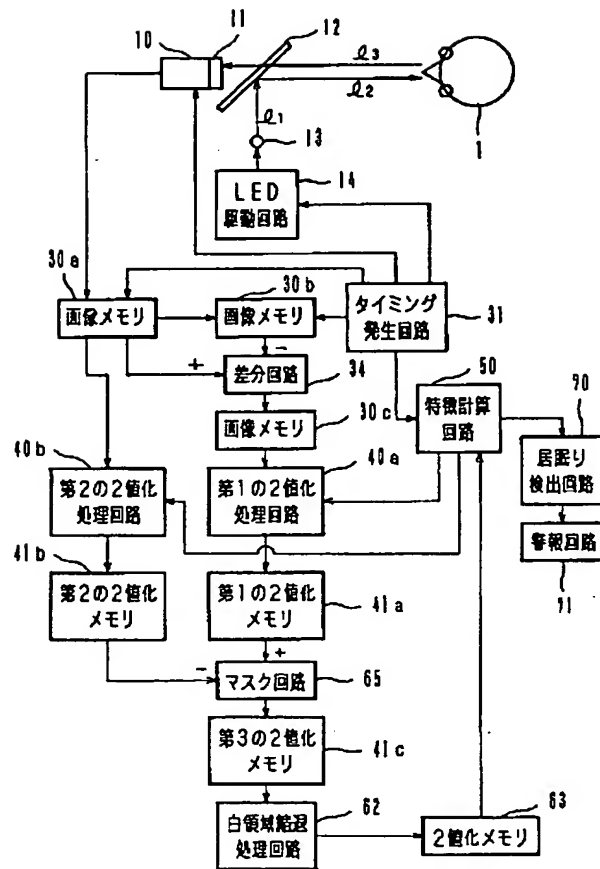 10
11
12
ℓ3
ℓ2
ℓ1
1
13
LED
駆動回路
14
30a
画像メモリ
30b
画像メモリ
タイミング
発生回路
31
+
-
差分回路
34
30c
画像メモリ
50
特徴計算
回路
90
居眠り
検出回路
40b
第2の2値化
処理回路
第1の2値化
処理回路
40a
警報回路
91
41b
第2の2値化
メモリ
第1の2値化
メモリ
41a
-
+
マスク回路
65
第3の2値化
メモリ
41c
白領域縮退
処理回路
62
2値化メモリ
63